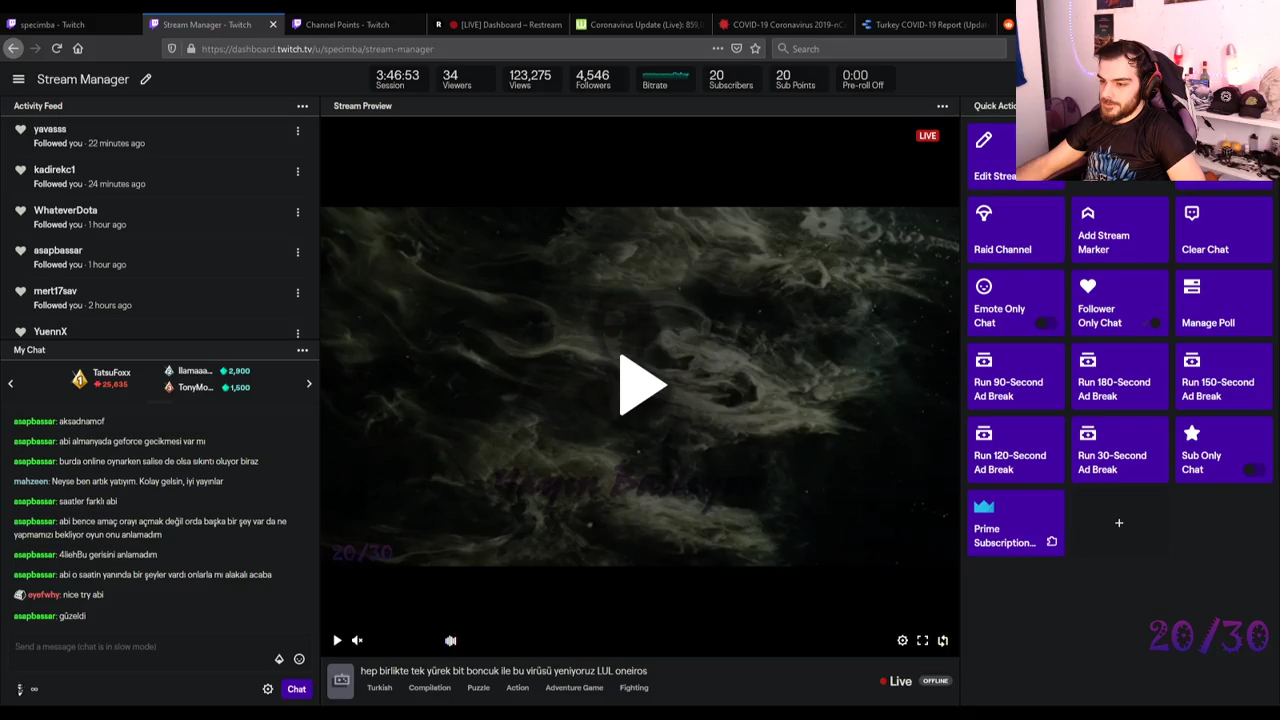 specimba - Twitch
Stream Manager - Twitch
Channel Points - Twitch
[LIVE] Dashboard – Restream
Coronavirus Update (Live): 859,
COVID-19 Coronavirus 2019-nC
Turkey COVID-19 Report (Updat
https://dashboard.twitch.tv/u/specimba/stream-manager
Search
Stream Manager
3:46:53
Session
34
Viewers
123,275
Views
4,546
Followers
Bitrate
20
Subscribers
20
Sub Points
0:00
Pre-roll Off
Activity Feed
yavasss
Followed you · 22 minutes ago
kadirekc1
Followed you · 24 minutes ago
WhateverDota
Followed you · 1 hour ago
asapbassar
Followed you · 1 hour ago
mert17sav
Followed you · 2 hours ago
YuennX
My Chat
1
TatsuFoxx
25,635
llamaaa...
2,900
TonyMo...
1,500
asapbassar: aksadnamof
asapbassar: abi almanyada geforce gecikmesi var mı
asapbassar: burda online oynarken salise de olsa sıkıntı oluyor biraz
mahzeen: Neyse ben artık yatıyım. Kolay gelsin, iyi yayınlar
asapbassar: saatler farklı abi
asapbassar: abi bence amaç orayı açmak değil orda başka bir şey var da ne
yapmamızı bekliyor oyun onu anlamadım
asapbassar: 4liehBu gerisini anlamadım
asapbassar: abi o saatin yanında bir şeyler vardı onlarla mı alakalı acaba
eyefwhy: nice try abi
asapbassar: güzeldi
Send a message (chat is in slow mode)
Chat
Stream Preview
LIVE
20/30
hep birlikte tek yürek bit boncuk ile bu virüsü yeniyoruz LUL oneiros
Turkish
Compilation
Puzzle
Action
Adventure Game
Fighting
Live
OFFLINE
Quick Actio
Edit Strea
Raid Channel
Add Stream
Marker
Clear Chat
Emote Only
Chat
Follower
Only Chat
Manage Poll
Run 90-Second
Ad Break
Run 180-Second
Ad Break
Run 150-Second
Ad Break
Run 120-Second
Ad Break
Run 30-Second
Ad Break
Sub Only
Chat
Prime
Subscription...
20/30